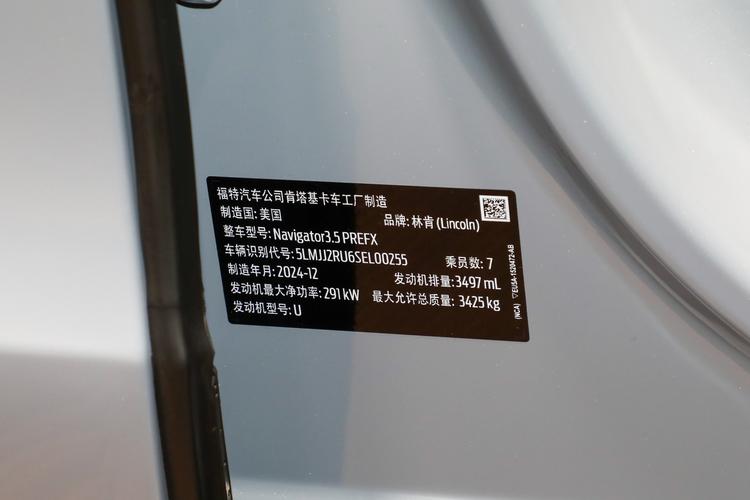 福特汽车公司肯塔基卡车工厂制造
制造国: 美国
品牌: 林肯 (Lincoln)
整车型号: Navigator3.5 PREFX
车辆识别代号: 5LMJJ2RU6SEL00255
乘员数: 7
制造年月: 2024-12
发动机排量: 3497 mL
发动机最大净功率: 291 kW
最大允许总质量: 3425 kg
发动机型号: U
(NCA) ▽EU5A-1520472-AB